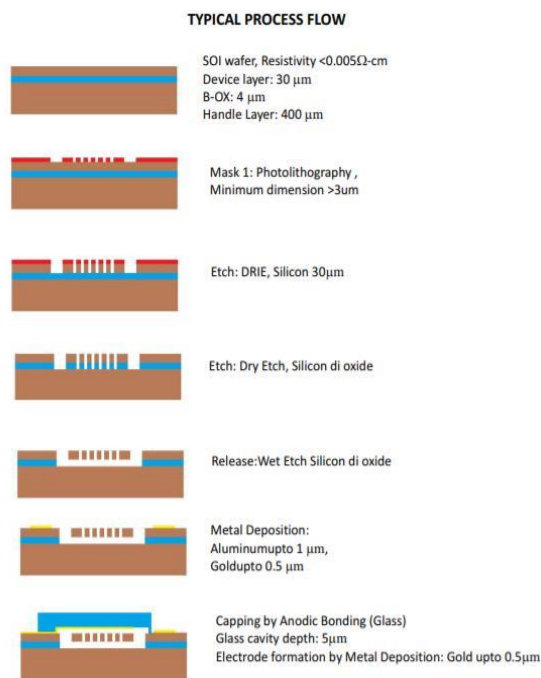 TYPICAL PROCESS FLOW
SOI wafer, Resistivity <0.005Ω-cm
Device layer: 30 μm
B-OX: 4 μm
Handle Layer: 400 μm
Mask 1: Photolithography ,
Minimum dimension >3um
Etch: DRIE, Silicon 30μm
Etch: Dry Etch, Silicon di oxide
Release:Wet Etch Silicon di oxide
Metal Deposition:
Aluminumupto 1 μm,
Goldupto 0.5 μm
Capping by Anodic Bonding (Glass)
Glass cavity depth: 5μm
Electrode formation by Metal Deposition: Gold upto 0.5μm